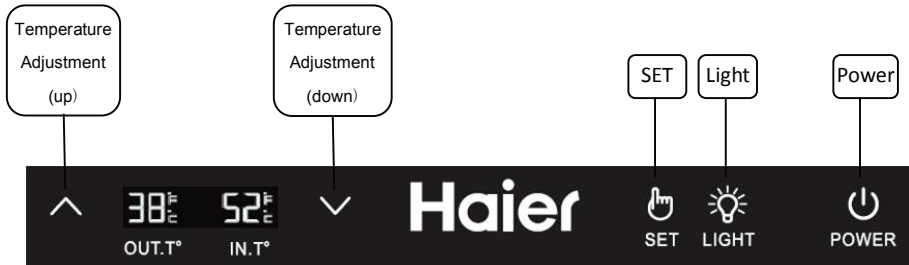 Temperature
Adjustment
(up)
Temperature
Adjustment
(down)
SET
Light
Power
38°F °C
52°F °C
Haier
OUT.T°
IN.T°
SET
LIGHT
POWER